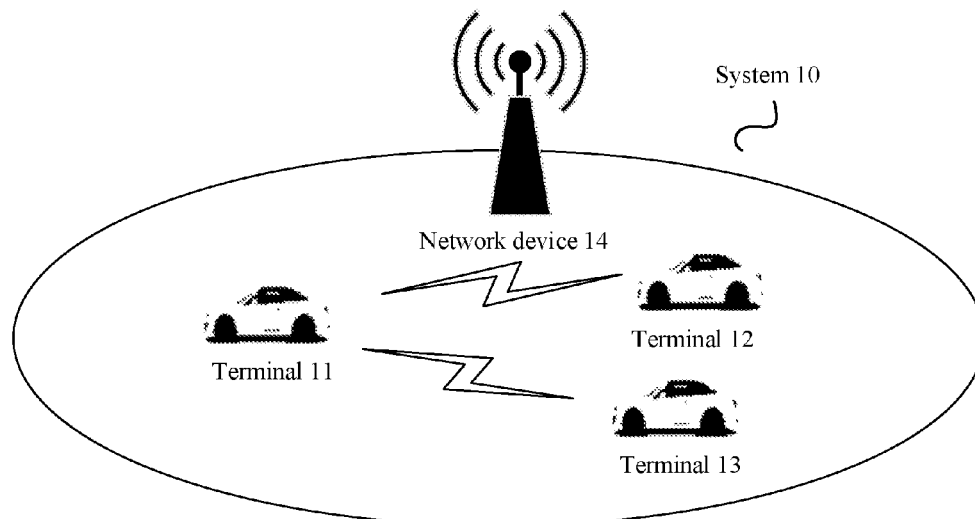 System 10
Network device 14
Terminal 11
Terminal 12
Terminal 13